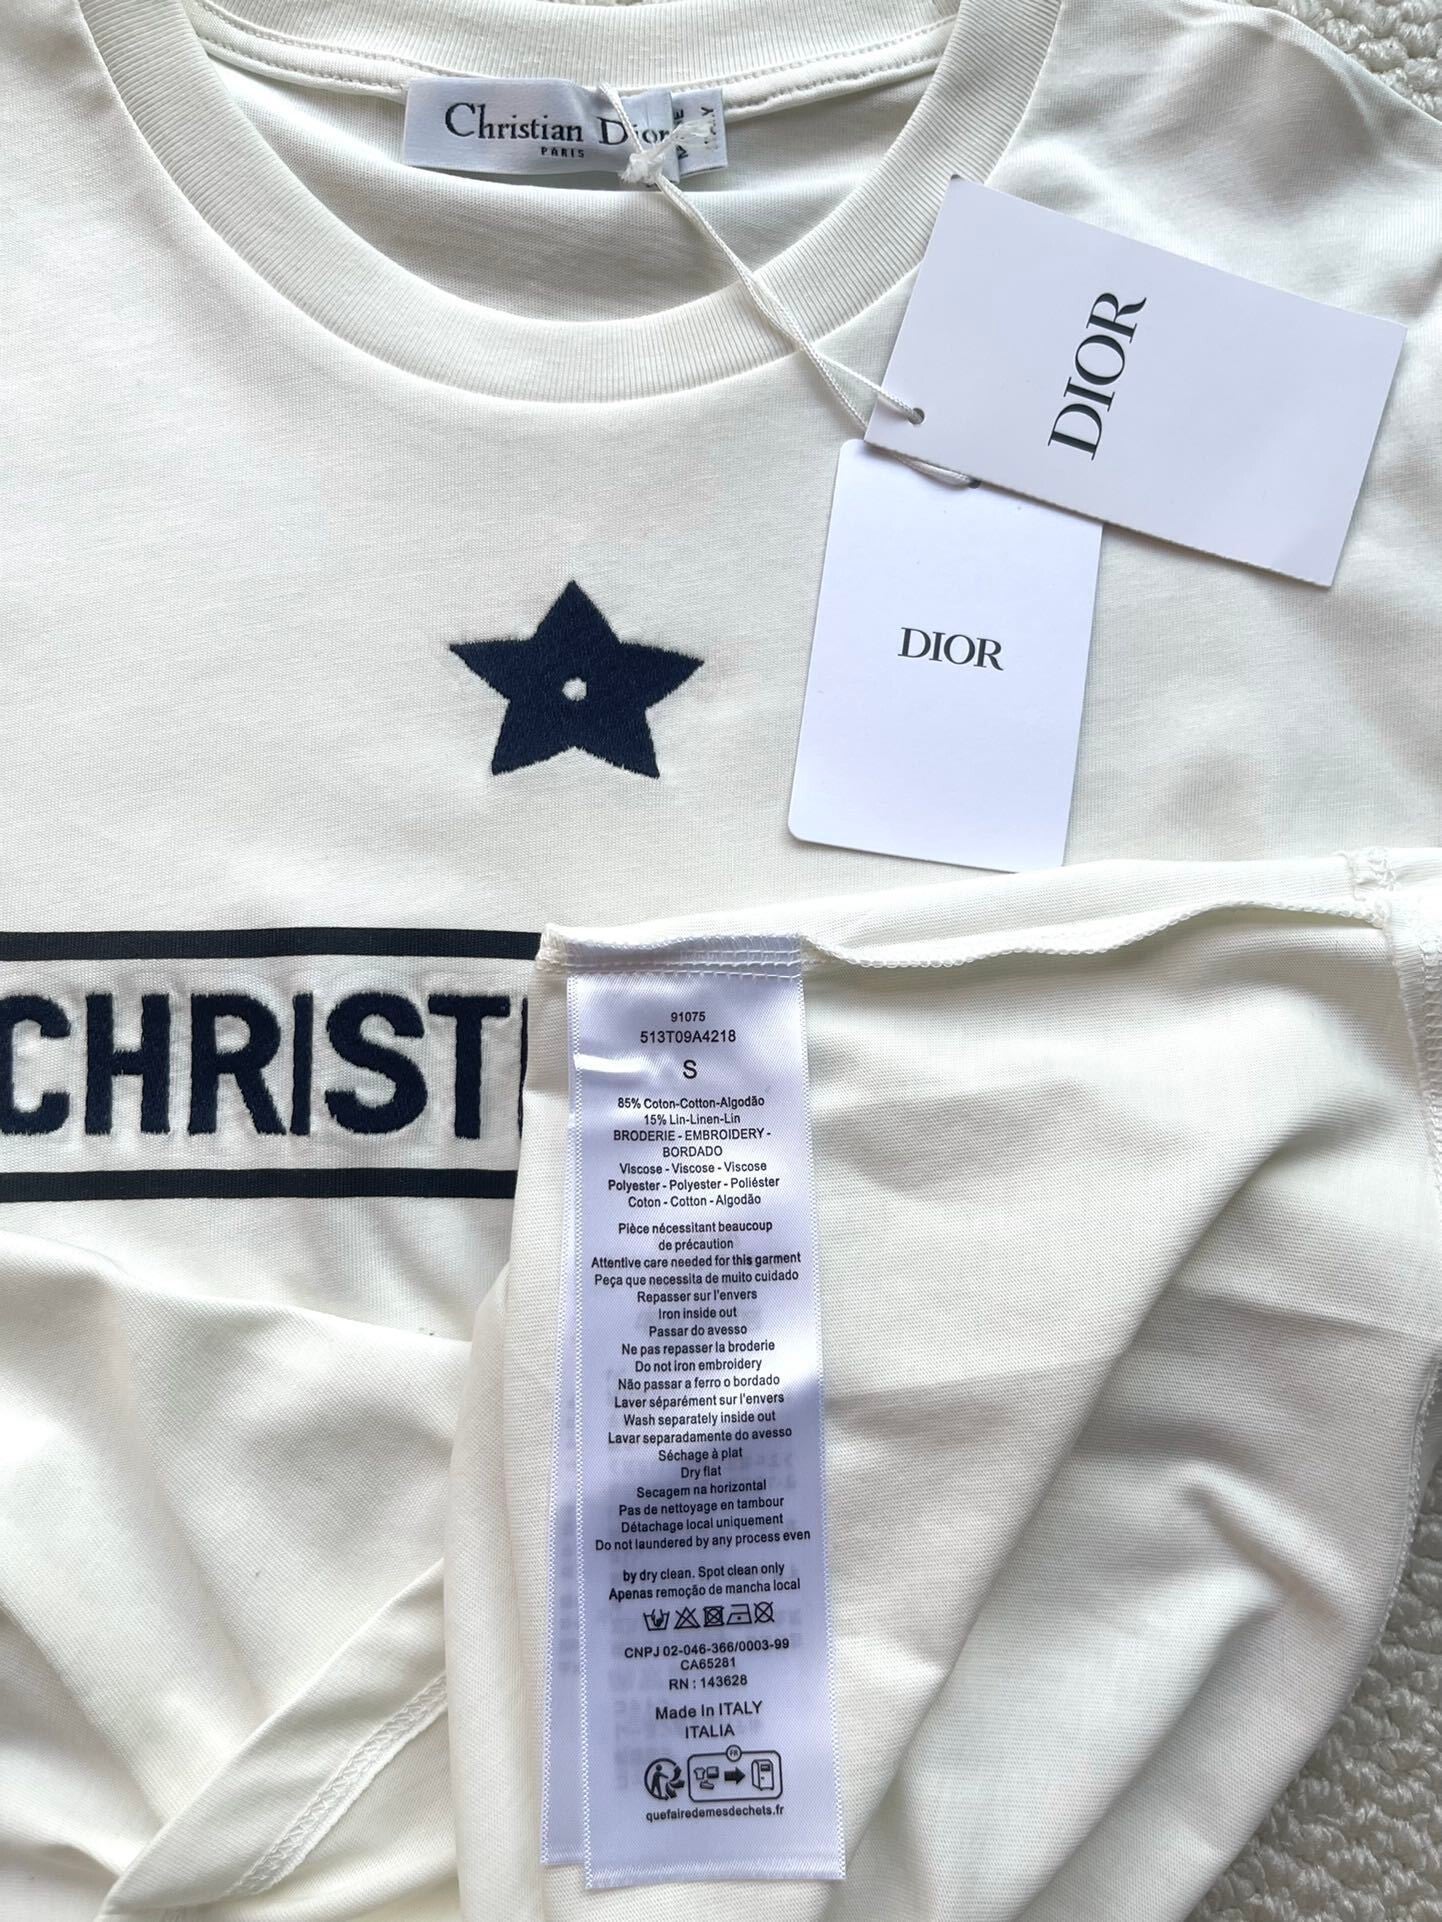 Christian Dior
PARIS
DIOR
DIOR
CHRIST
91075
513T09A4218
S
85% Coton-Cotton-Algodão
15% Lin-Linen-Lin
BRODERIE - EMBROIDERY -
BORDADO
Viscose - Viscose - Viscose
Polyester - Polyester - Poliéster
Coton - Cotton - Algodão
Pièce nécessitant beaucoup
de précaution
Attentive care needed for this garment
Peça que necessita de muito cuidado
Repasser sur l'envers
Iron inside out
Passar do avesso
Ne pas repasser la broderie
Do not iron embroidery
Não passar a ferro o bordado
Laver séparément sur l'envers
Wash separately inside out
Lavar separadamente do avesso
Séchage à plat
Dry flat
Secagem na horizontal
Pas de nettoyage en tambour
Détachage local uniquement
Do not laundered by any process even
by dry clean. Spot clean only
Apenas remoção de mancha local
CNPJ 02-046-366/0003-99
CA65281
RN : 143628
Made In ITALY
ITALIA
FR
quefairedemesdechets.fr